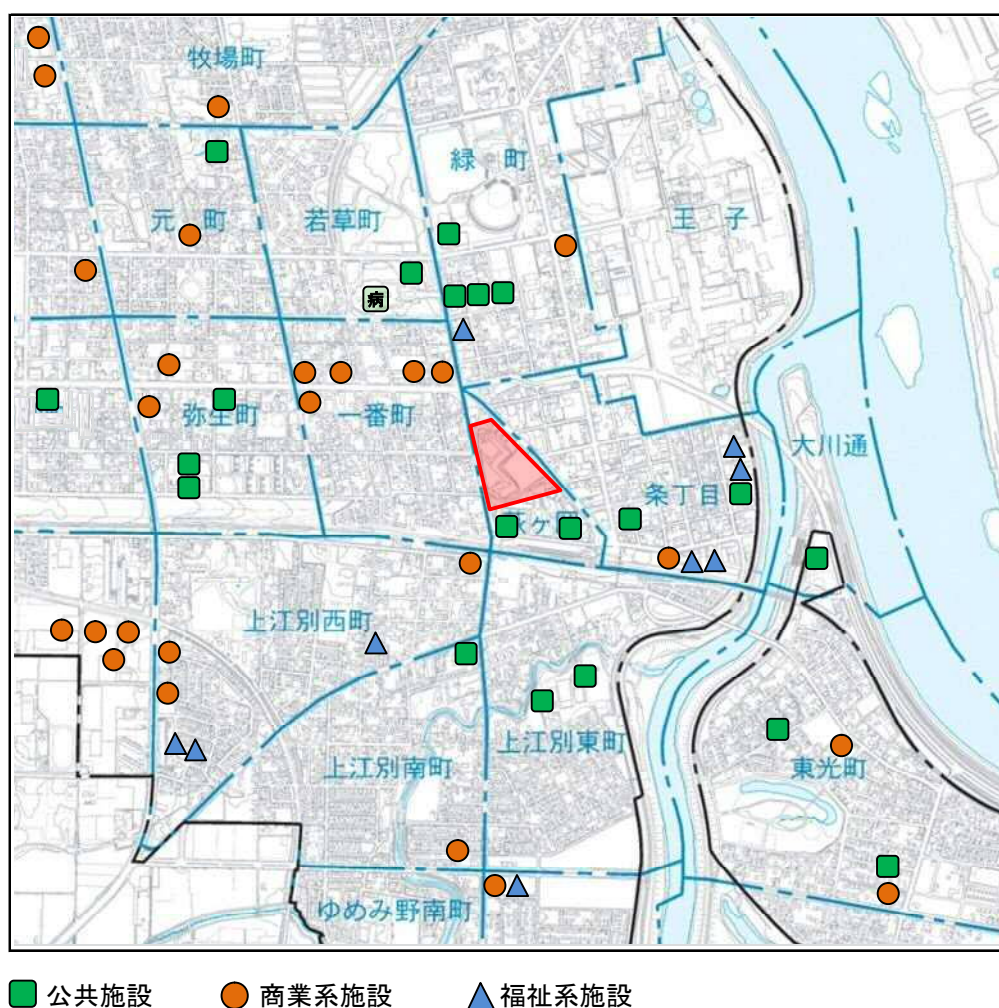 牧場町
緑町
元町
若草町
王子
病
弥生町
一番町
大川通
条丁目
萩ヶ岡
上江別西町
上江別東町
上江別南町
東光町
ゆめみ野南町
公共施設 商業系施設 福祉系施設